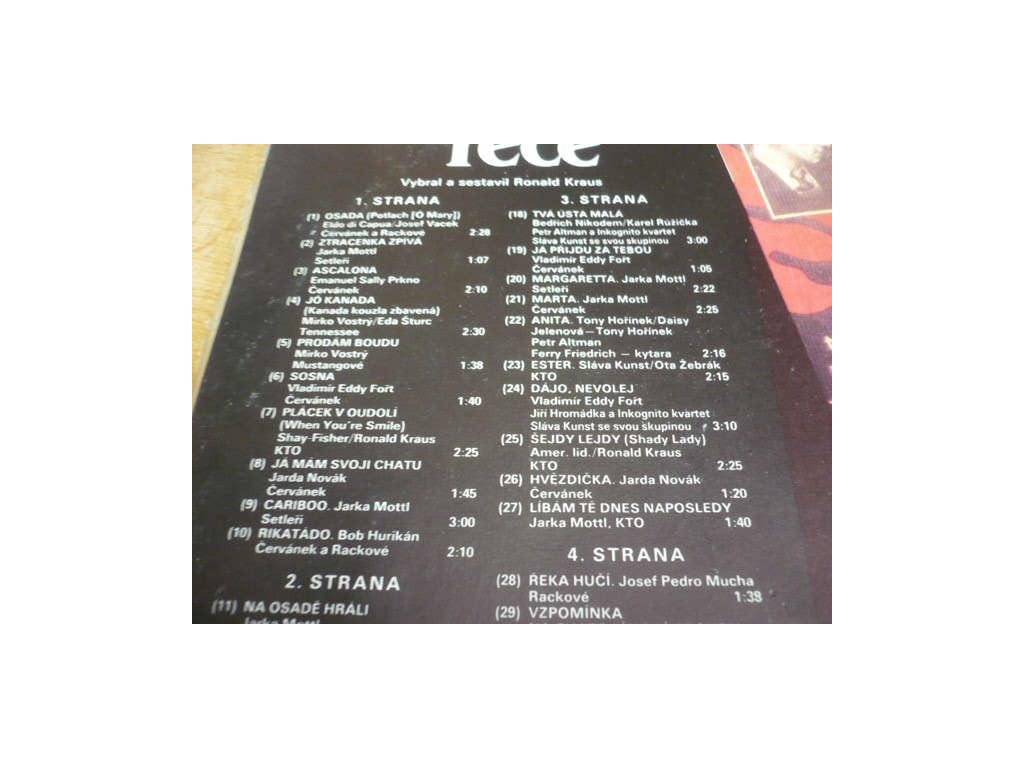 řece
Vybral a sestavil Ronald Kraus
1. STRANA
(1) OSADA (Potlach [O Mary])
Eldo di Capua/Josef Vacek
Červánek a Rackové 2:28
(2) ZTRACENKA ZPÍVÁ
Jarka Mottl
Setleři 1:07
(3) ASCALONA
Emanuel Sally Prkno
Červánek 2:10
(4) JÓ KANADA
(Kanada kouzla zbavená)
Mirko Vostrý/Eda Šturc
Tennessee 2:30
(5) PRODÁM BOUDU
Mirko Vostrý
Mustangové 1:38
(6) SOSNA
Vladimír Eddy Fořt
Červánek 1:40
(7) PLÁCEK V OUDOLÍ
(When You're Smile)
Shay-Fisher/Ronald Kraus
KTO 2:25
(8) JÁ MÁM SVOJI CHATU
Jarda Novák
Červánek 1:45
(9) CARIBOO. Jarka Mottl
Setleři 3:00
(10) RIKATÁDO. Bob Hurikán
Červánek a Rackové 2:10
2. STRANA
(11) NA OSADĚ HRÁLI
Jarka Mottl
3. STRANA
(18) TVÁ ÚSTA MALÁ
Bedřich Nikodem/Karel Růžička
Petr Altman a Inkognito kvartet
Sláva Kunst se svou skupinou 3:00
(19) JÁ PŘIJDU ZA TEBOU
Vladimír Eddy Fořt
Červánek 1:05
(20) MARGARETTA. Jarka Mottl
Setleři 2:22
(21) MARTA. Jarka Mottl
Červánek 2:25
(22) ANITA. Tony Hořínek/Daisy
Jelenová – Tony Hořínek
Petr Altman
Ferry Friedrich – kytara 2:16
(23) ESTER. Sláva Kunst/Ota Žebrák
KTO 2:15
(24) DÁJO, NEVOLEJ
Vladimír Eddy Fořt
Jiří Hromádka a Inkognito kvartet
Sláva Kunst se svou skupinou 3:10
(25) ŠEJDY LEJDY (Shady Lady)
Amer. lid./Ronald Kraus
KTO 2:25
(26) HVĚZDIČKA. Jarda Novák
Červánek 1:20
(27) LÍBÁM TĚ DNES NAPOSLEDY
Jarka Mottl, KTO 1:40
4. STRANA
(28) ŘEKA HUČÍ. Josef Pedro Mucha
Rackové 1:39
(29) VZPOMÍNKA